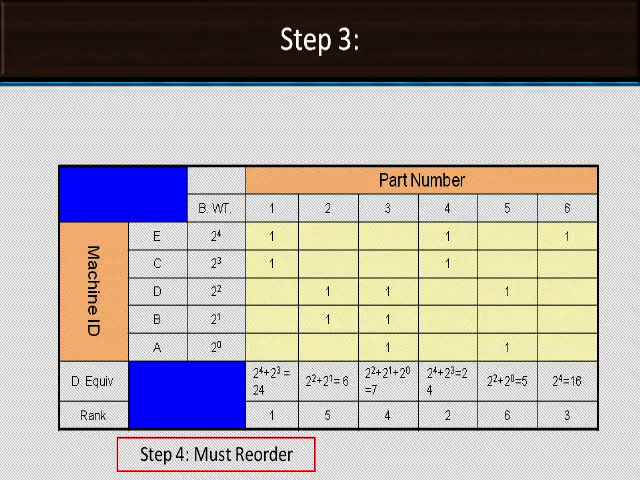 Step 3:
Part Number
B. WT. 1 2 3 4 5 6
Machine ID
E 2⁴ 1 1 1
C 2³ 1 1
D 2² 1 1 1
B 2¹ 1 1
A 2⁰ 1 1
D. Equiv 2⁴+2³ = 24 2²+2¹= 6 2²+2¹+2⁰ =7 2⁴+2³=2 4 2²+2⁰=5 2⁴=16
Rank 1 5 4 2 6 3
Step 4: Must Reorder